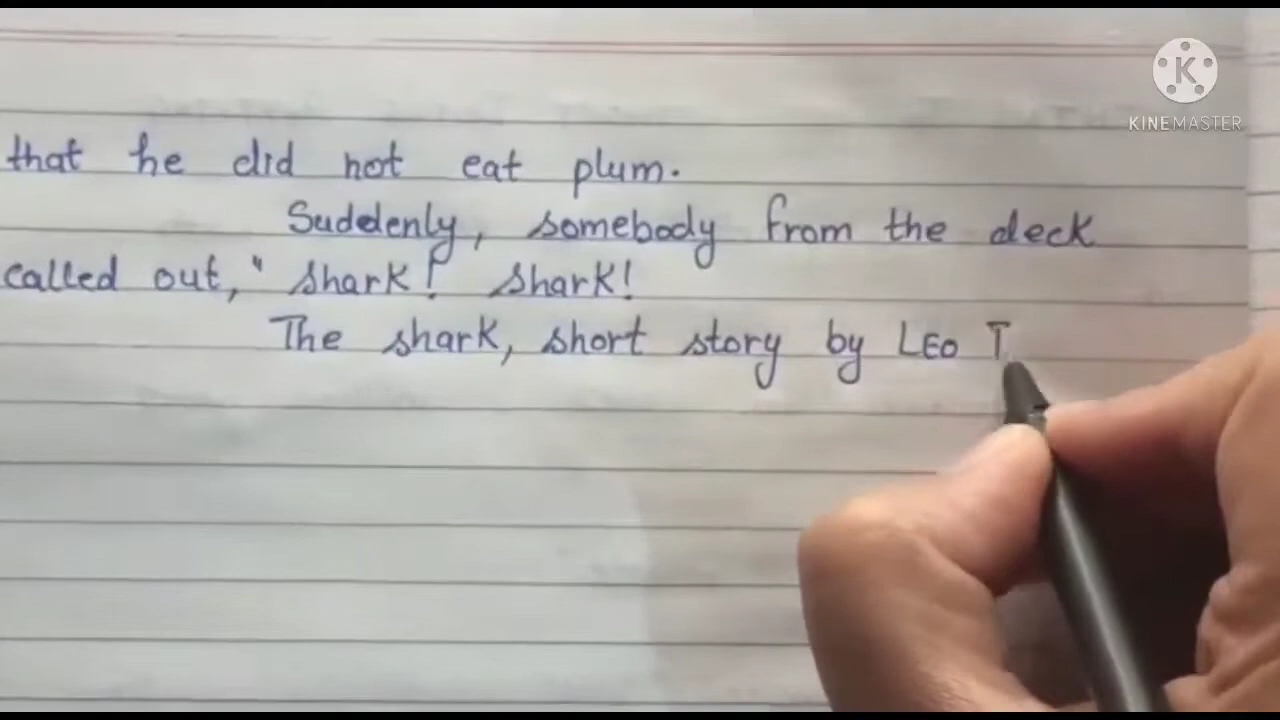 that he did not eat plum.
Suddenly, somebody from the deck
called out," shark! shark!
The shark, short story by LEO T
K
KINEMASTER